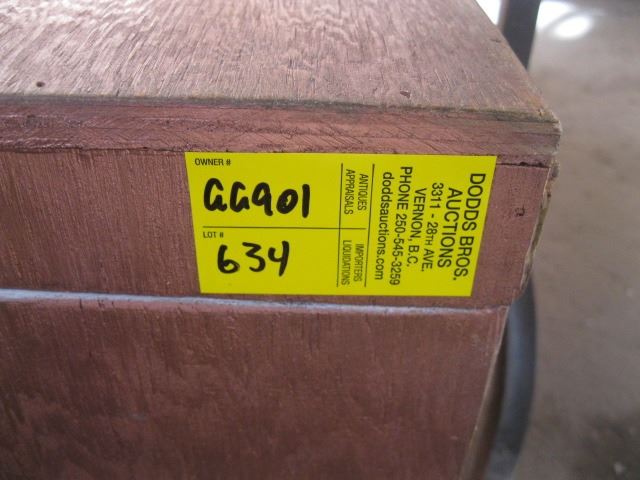 OWNER #
GG901
LOT #
634
ANTIQUES
APPRAISALS
IMPORTERS
LIQUIDATIONS
DODDS BROS.
AUCTIONS
3311 - 28TH AVE.
VERNON, B.C.
PHONE 250-545-3259
doddsauctions.com